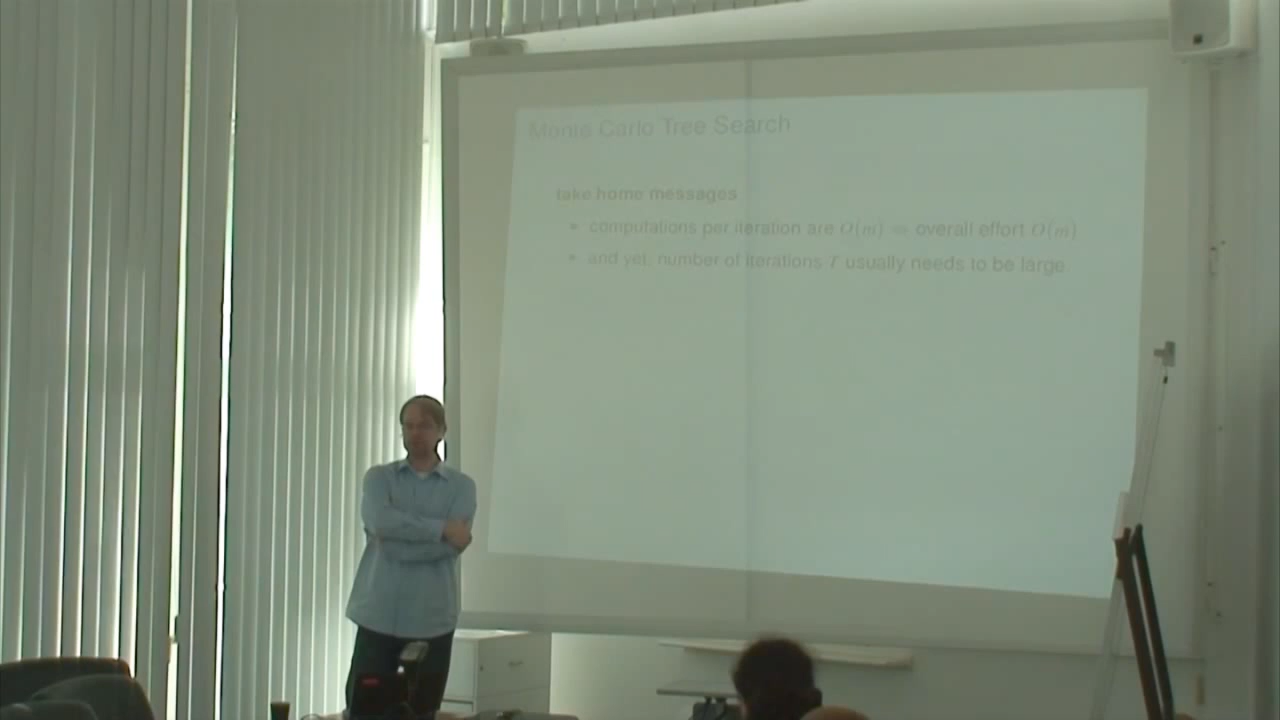 Monte Carlo Tree Search
take home messages
computations per iteration are O(m) ⇒ overall effort O(m)
and yet, number of iterations T usually needs to be large